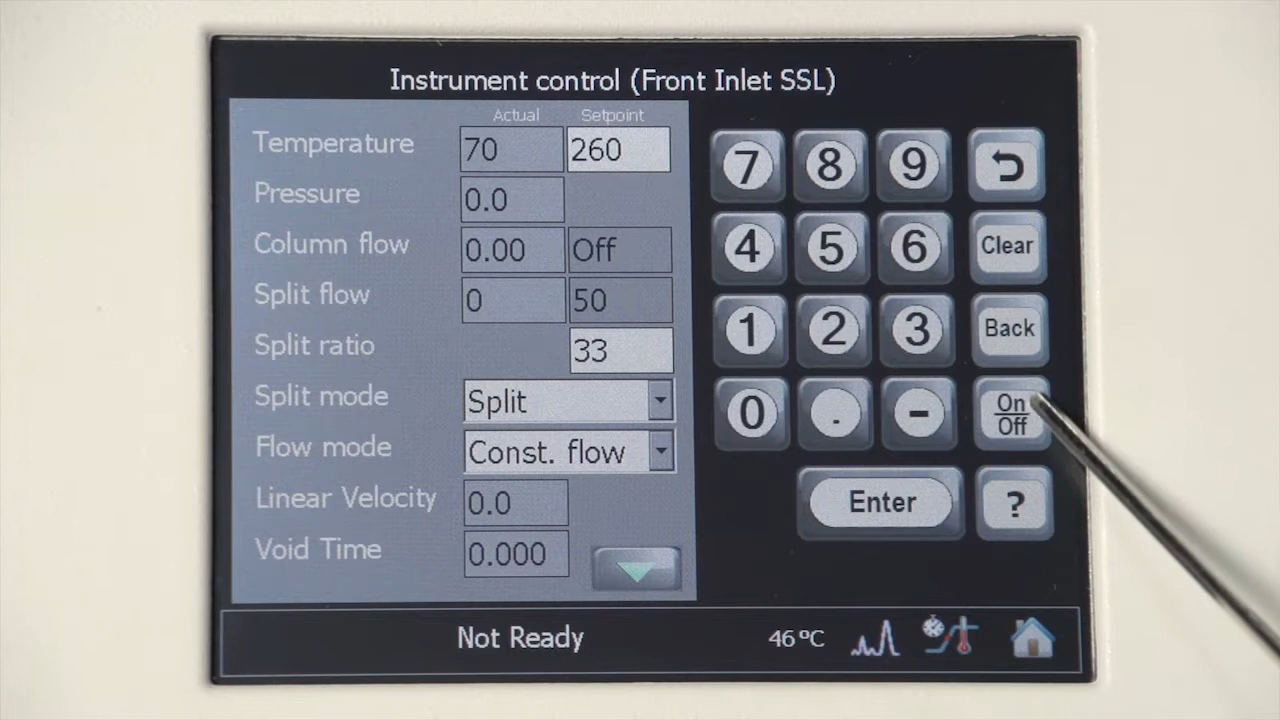 Instrument control (Front Inlet SSL)
Actual Setpoint
Temperature 70 260
Pressure 0.0
Column flow 0.00 Off
Split flow 0 50
Split ratio 33
Split mode Split
Flow mode Const. flow
Linear Velocity 0.0
Void Time 0.000
7 8 9
4 5 6 Clear
1 2 3 Back
0 . - On
Off
Enter ?
Not Ready 46°C